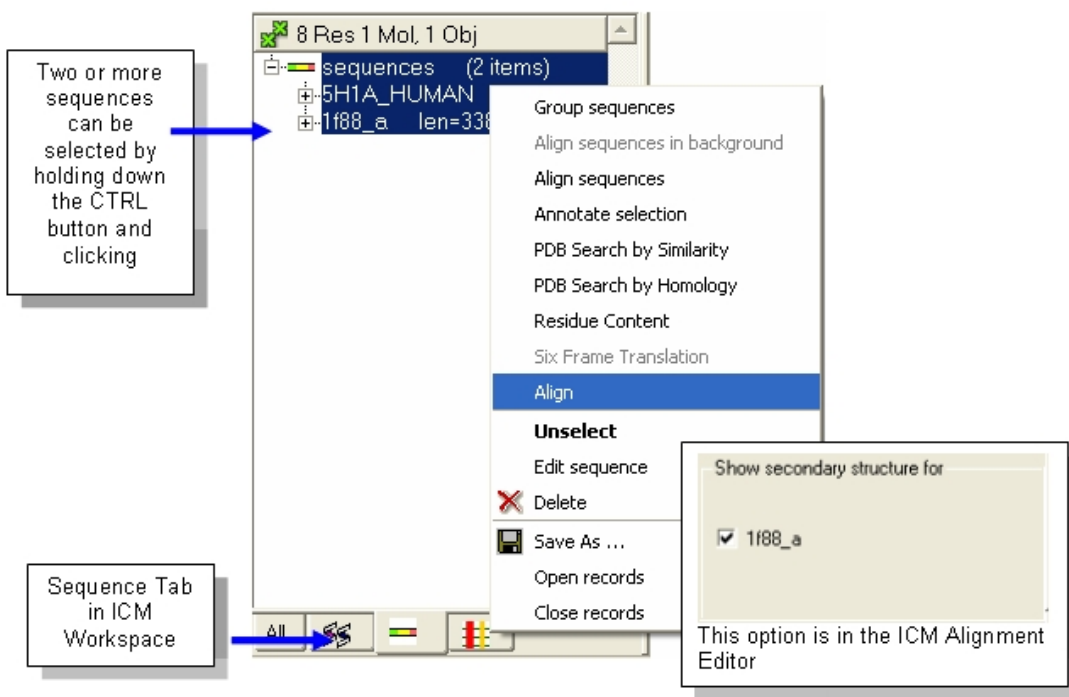 8 Res 1 Mol, 1 Obj
Two or more
sequences
can be
selected by
holding down
the CTRL
button and
clicking
sequences (2 items)
5H1A_HUMAN
1f88_a len=338
Group sequences
Align sequences in background
Align sequences
Annotate selection
PDB Search by Similarity
PDB Search by Homology
Residue Content
Six Frame Translation
Align
Unselect
Edit sequence
Delete
Save As ...
Open records
Close records
Show secondary structure for
1f88_a
This option is in the ICM Alignment
Editor
Sequence Tab
in ICM
Workspace
All